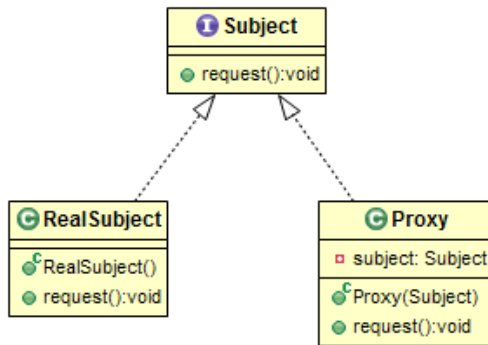 I Subject
request():void
C RealSubject
C RealSubject()
request():void
C Proxy
subject: Subject
C Proxy(Subject)
request():void